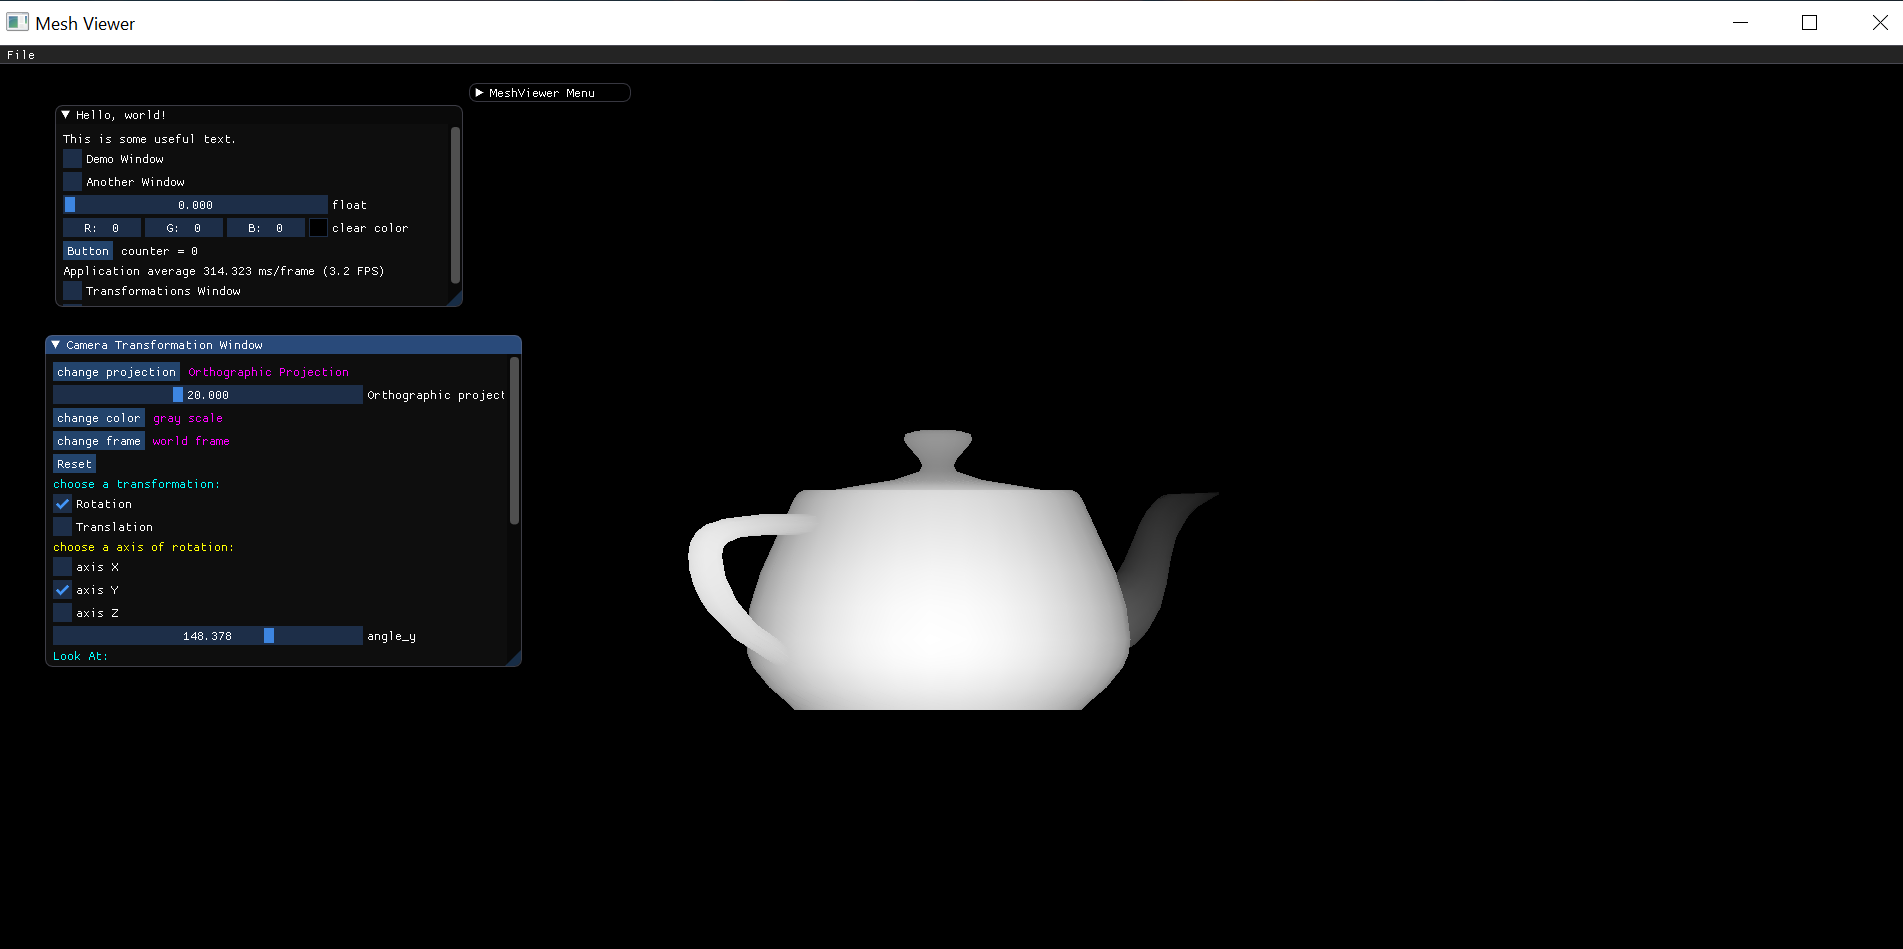 Mesh Viewer
File
MeshViewer Menu
Hello, world!
This is some useful text.
Demo Window
Another Window
0.000 float
R: 0 G: 0 B: 0 clear color
Button counter = 0
Application average 314.323 ms/frame (3.2 FPS)
Transformations Window
Camera Transformation Window
change projection Orthographic Projection
20.000 Orthographic project
change color gray scale
change frame world frame
Reset
choose a transformation:
Rotation
Translation
choose a axis of rotation:
axis X
axis Y
axis Z
148.378 angle_y
Look At: